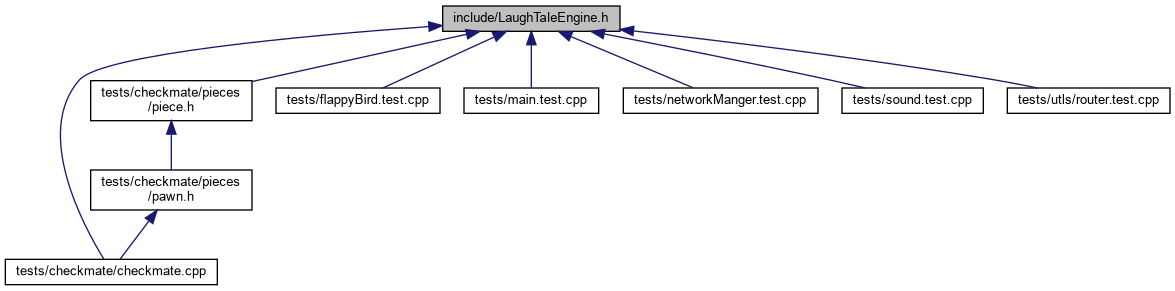 include/LaughTaleEngine.h
tests/checkmate/pieces
/piece.h
tests/flappyBird.test.cpp
tests/main.test.cpp
tests/networkManger.test.cpp
tests/sound.test.cpp
tests/utls/router.test.cpp
tests/checkmate/pieces
/pawn.h
tests/checkmate/checkmate.cpp